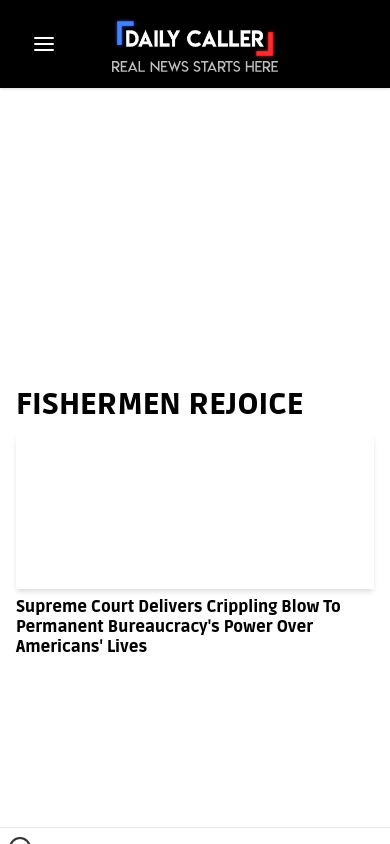 DAILY CALLER
REAL NEWS STARTS HERE
FISHERMEN REJOICE
Supreme Court Delivers Crippling Blow To
Permanent Bureaucracy's Power Over
Americans' Lives